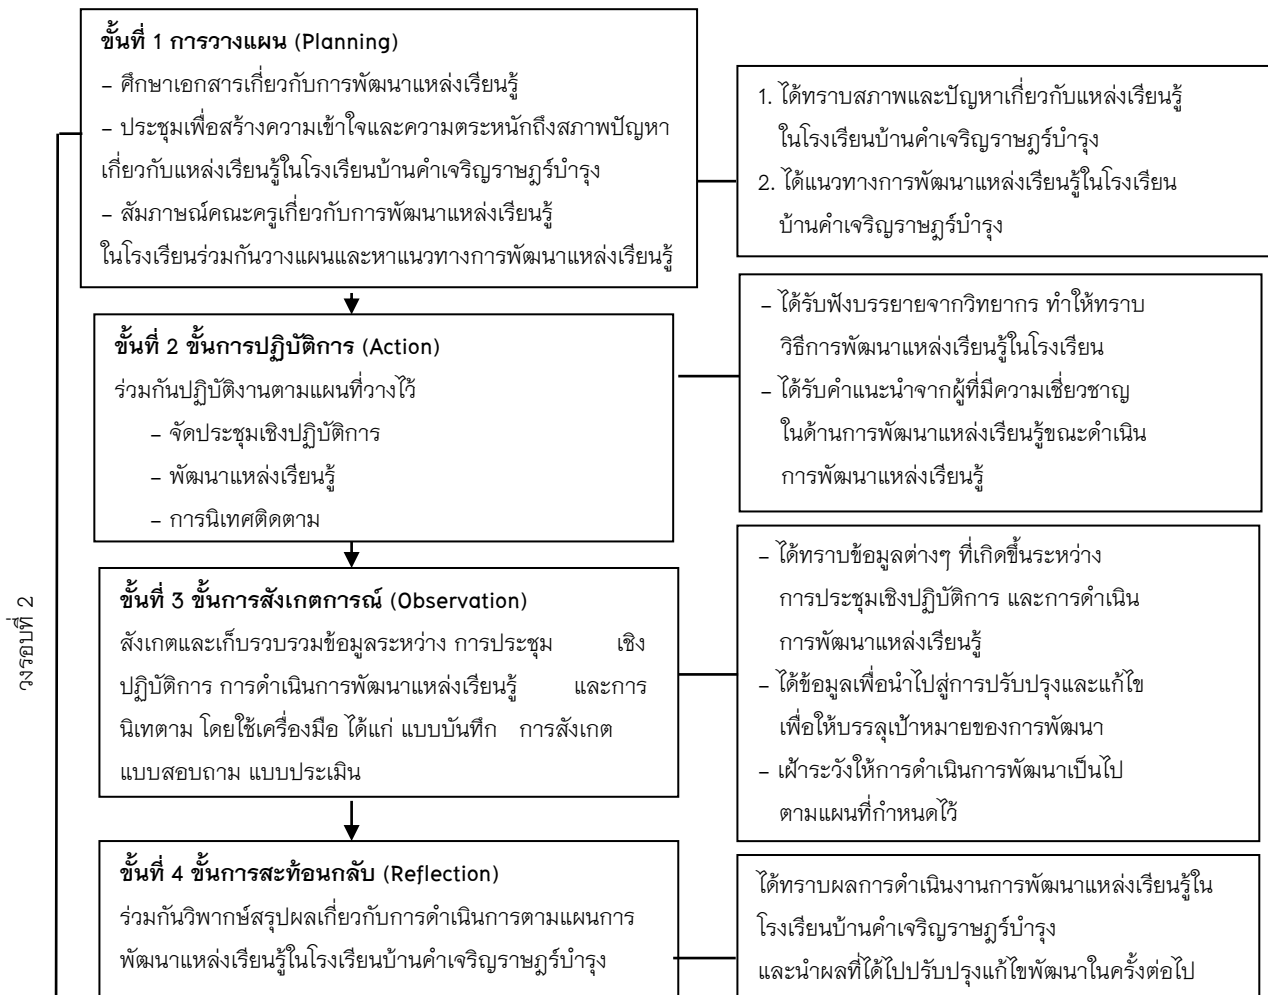 ขั้นที่ 1 การวางแผน (Planning)
– ศึกษาเอกสารเกี่ยวกับการพัฒนาแหล่งเรียนรู้
– ประชุมเพื่อสร้างความเข้าใจและความตระหนักถึงสภาพปัญหา
เกี่ยวกับแหล่งเรียนรู้ในโรงเรียนบ้านคำเจริญราษฎร์บำรุง
– สัมภาษณ์คณะครูเกี่ยวกับการพัฒนาแหล่งเรียนรู้
ในโรงเรียนร่วมกันวางแผนและหาแนวทางการพัฒนาแหล่งเรียนรู้
1. ได้ทราบสภาพและปัญหาเกี่ยวกับแหล่งเรียนรู้
ในโรงเรียนบ้านคำเจริญราษฎร์บำรุง
2. ได้แนวทางการพัฒนาแหล่งเรียนรู้ในโรงเรียน
บ้านคำเจริญราษฎร์บำรุง
ขั้นที่ 2 ขั้นการปฏิบัติการ (Action)
ร่วมกันปฏิบัติงานตามแผนที่วางไว้
– จัดประชุมเชิงปฏิบัติการ
– พัฒนาแหล่งเรียนรู้
– การนิเทศติดตาม
– ได้รับฟังบรรยายจากวิทยากร ทำให้ทราบ
วิธีการพัฒนาแหล่งเรียนรู้ในโรงเรียน
– ได้รับคำแนะนำจากผู้ที่มีความเชี่ยวชาญ
ในด้านการพัฒนาแหล่งเรียนรู้ขณะดำเนิน
การพัฒนาแหล่งเรียนรู้
ขั้นที่ 3 ขั้นการสังเกตการณ์ (Observation)
สังเกตและเก็บรวบรวมข้อมูลระหว่าง การประชุม เชิง
ปฏิบัติการ การดำเนินการพัฒนาแหล่งเรียนรู้ และการ
นิเทตาม โดยใช้เครื่องมือ ได้แก่ แบบบันทึก การสังเกต
แบบสอบถาม แบบประเมิน
– ได้ทราบข้อมูลต่างๆ ที่เกิดขึ้นระหว่าง
การประชุมเชิงปฏิบัติการ และการดำเนิน
การพัฒนาแหล่งเรียนรู้
– ได้ข้อมูลเพื่อนำไปสู่การปรับปรุงและแก้ไข
เพื่อให้บรรลุเป้าหมายของการพัฒนา
– เฝ้าระวังให้การดำเนินการพัฒนาเป็นไป
ตามแผนที่กำหนดไว้
ขั้นที่ 4 ขั้นการสะท้อนกลับ (Reflection)
ร่วมกันวิพากษ์สรุปผลเกี่ยวกับการดำเนินการตามแผนการ
พัฒนาแหล่งเรียนรู้ในโรงเรียนบ้านคำเจริญราษฎร์บำรุง
ได้ทราบผลการดำเนินงานการพัฒนาแหล่งเรียนรู้ใน
โรงเรียนบ้านคำเจริญราษฎร์บำรุง
และนำผลที่ได้ไปปรับปรุงแก้ไขพัฒนาในครั้งต่อไป
วงรอบที่ 2